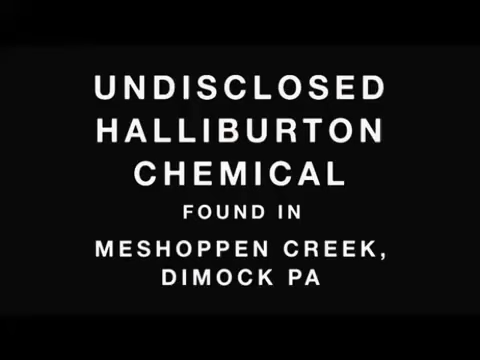 UNDISCLOSED
HALLIBURTON
CHEMICAL
FOUND IN
MESHOPPEN CREEK,
DIMOCK PA